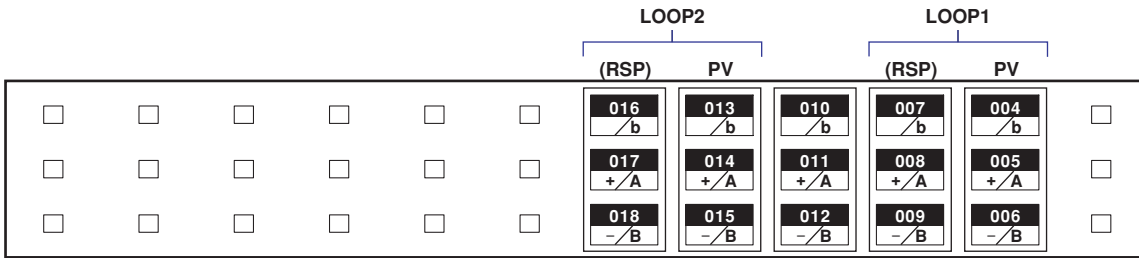 LOOP2 LOOP1
(RSP) PV (RSP) PV
016 013 010 007 004
/b /b /b /b /b
017 014 011 008 005
+/A +/A +/A +/A +/A
018 015 012 009 006
−/B −/B −/B −/B −/B